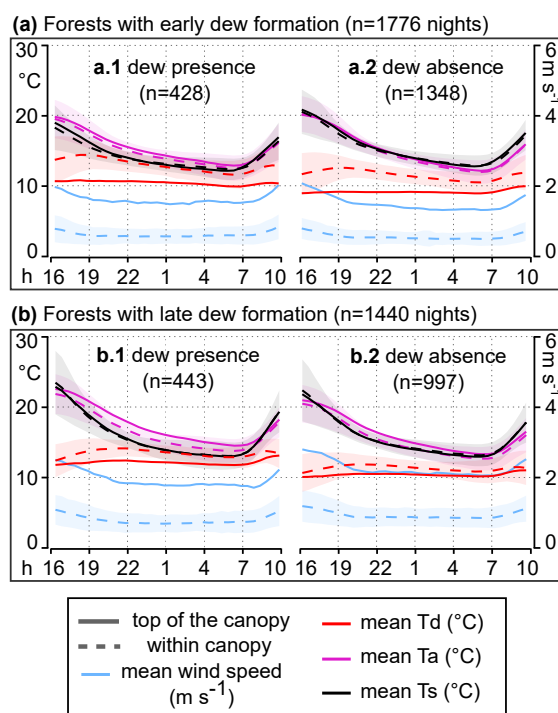 (a) Forests with early dew formation (n=1776 nights)
30 6
°C a.1 dew presence a.2 dew absence m s⁻¹
(n=428) (n=1348)
20 4
10 2
0 0
h 16 19 22 1 4 7 10 16 19 22 1 4 7 10
(b) Forests with late dew formation (n=1440 nights)
30 6
°C b.1 dew presence b.2 dew absence m s⁻¹
(n=443) (n=997)
20 4
10 2
0 0
h 16 19 22 1 4 7 10 16 19 22 1 4 7 10
top of the canopy mean Td (°C)
within canopy mean Ta (°C)
mean wind speed
(m s⁻¹) mean Ts (°C)